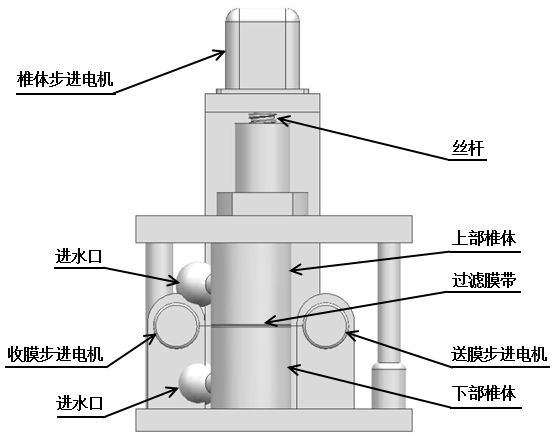 椎体步进电机
丝杆
上部椎体
进水口
过滤膜带
收膜步进电机
送膜步进电机
下部椎体
进水口